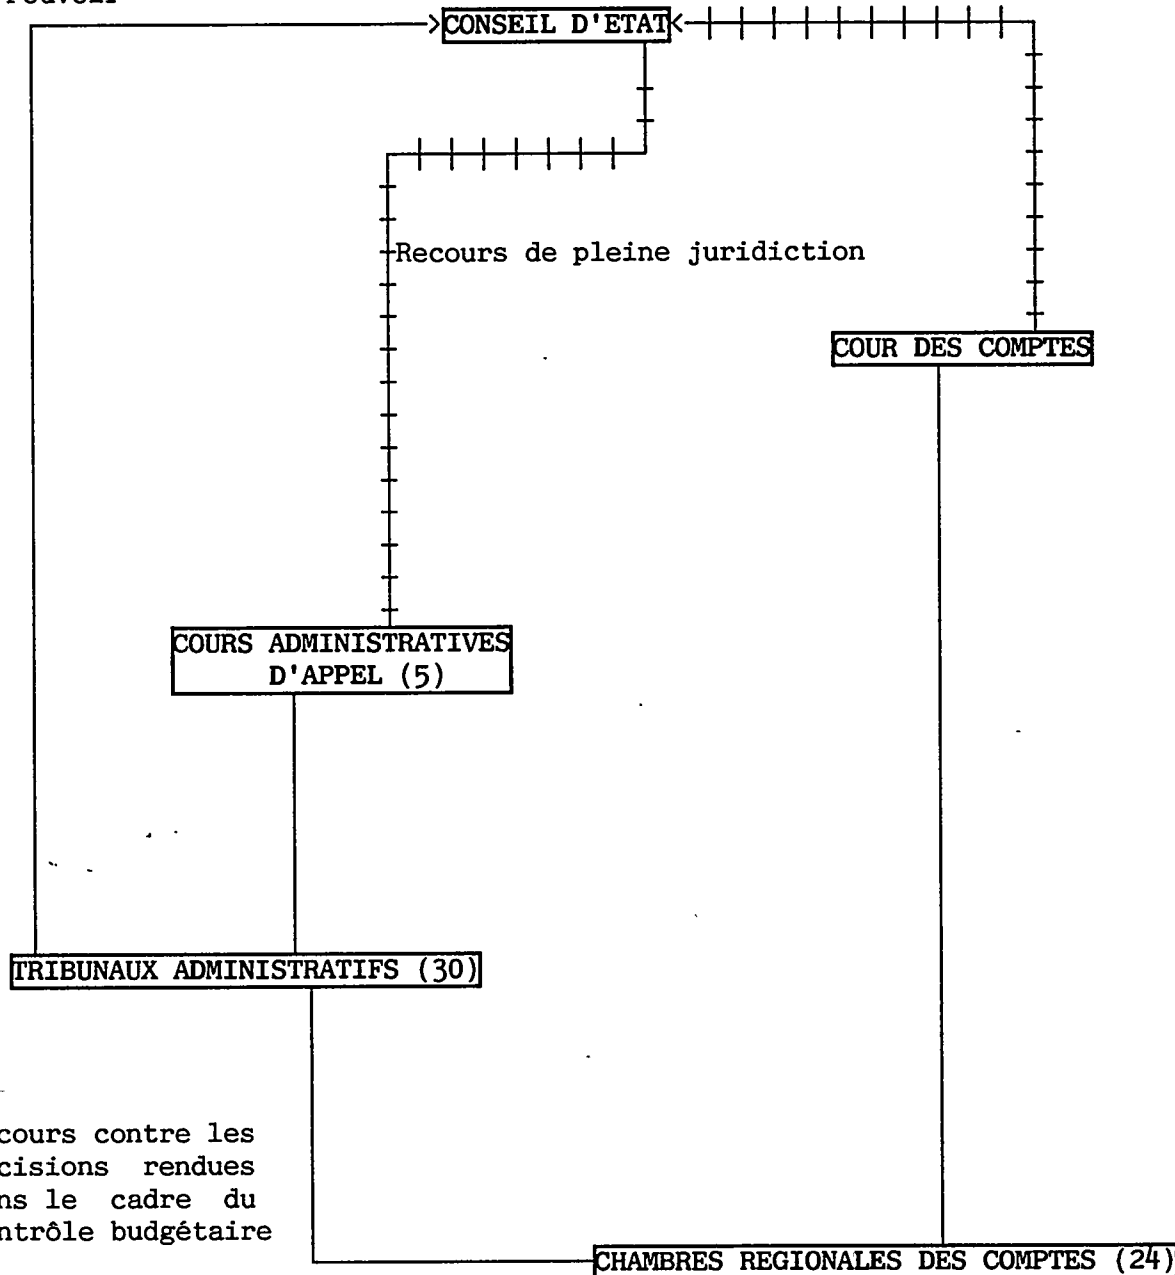 CONSEIL D'ETAT
Recours de pleine juridiction
COUR DES COMPTES
COURS ADMINISTRATIVES
D'APPEL (5)
TRIBUNAUX ADMINISTRATIFS (30)
cours contre les
cisions rendues
ns le cadre du
ntrôle budgétaire
CHAMBRES REGIONALES DES COMPTES (24)